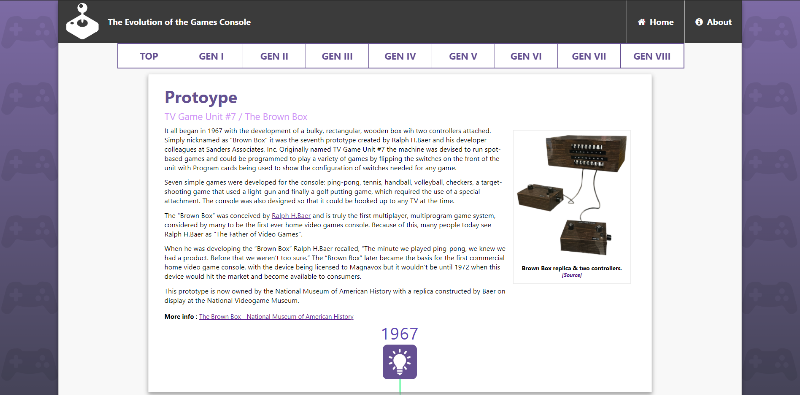 The Evolution of the Games Console
Home
About
TOP
GEN I
GEN II
GEN III
GEN IV
GEN V
GEN VI
GEN VII
GEN VIII
Protoype
TV Game Unit #7 / The Brown Box
It all began in 1967 with the development of a bulky, rectangular, wooden box wih two controllers attached.
Simply nicknamed as "Brown Box" it was the seventh prototype created by Ralph H.Baer and his developer
colleagues at Sanders Associates, Inc. Originally named TV Game Unit #7 the machine was devised to run spot-
based games and could be programmed to play a variety of games by flipping the switches on the front of the
unit with Program cards being used to show the configuration of switches needed for any game.
Seven simple games were developed for the console: ping-pong, tennis, handball, volleyball, checkers, a target-
shooting game that used a light-gun and finally a golf putting game, which required the use of a special
attachment. The console was also designed so that it could be hooked up to any TV at the time.
The "Brown Box" was conceived by Ralph H.Baer and is truly the first multiplayer, multiprogram game system,
considered by many to be the first ever home video games console. Because of this, many people today see
Ralph H.Baer as "The Father of Video Games".
When he was developing the "Brown Box" Ralph H.Baer recalled, "The minute we played ping-pong, we knew we
had a product. Before that we weren't too sure." The "Brown Box" later became the basis for the first commercial
home video game console, with the device being licensed to Magnavox but it wouldn't be until 1972 when this
device would hit the market and become available to consumers.
This prototype is now owned by the National Museum of American History with a replica constructed by Baer on
display at the National Videogame Museum.
More info : The Brown Box - National Museum of American History
Brown Box replica & two controllers.
[Source]
1967